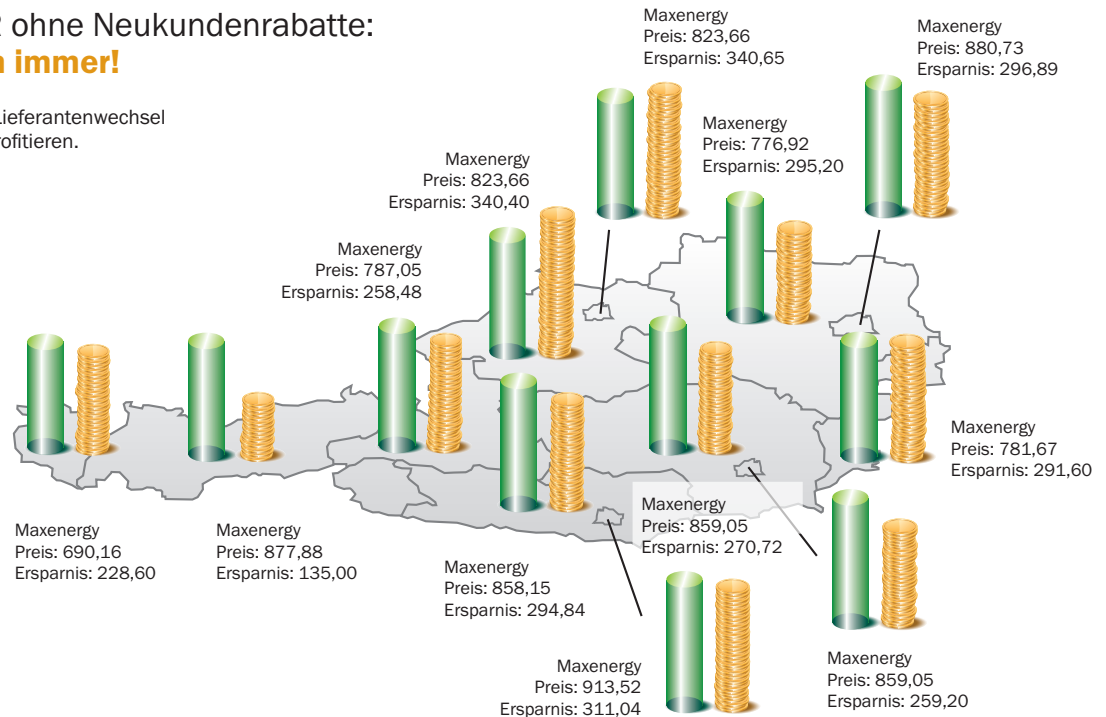 ohne Neukundenrabatte:
immer!
Lieferantenwechsel
profitieren.
Maxenergy
Preis: 823,66
Ersparnis: 340,65
Maxenergy
Preis: 880,73
Ersparnis: 296,89
Maxenergy
Preis: 776,92
Ersparnis: 295,20
Maxenergy
Preis: 823,66
Ersparnis: 340,40
Maxenergy
Preis: 787,05
Ersparnis: 258,48
Maxenergy
Preis: 781,67
Ersparnis: 291,60
Maxenergy
Preis: 859,05
Ersparnis: 270,72
Maxenergy
Preis: 690,16
Ersparnis: 228,60
Maxenergy
Preis: 877,88
Ersparnis: 135,00
Maxenergy
Preis: 858,15
Ersparnis: 294,84
Maxenergy
Preis: 913,52
Ersparnis: 311,04
Maxenergy
Preis: 859,05
Ersparnis: 259,20